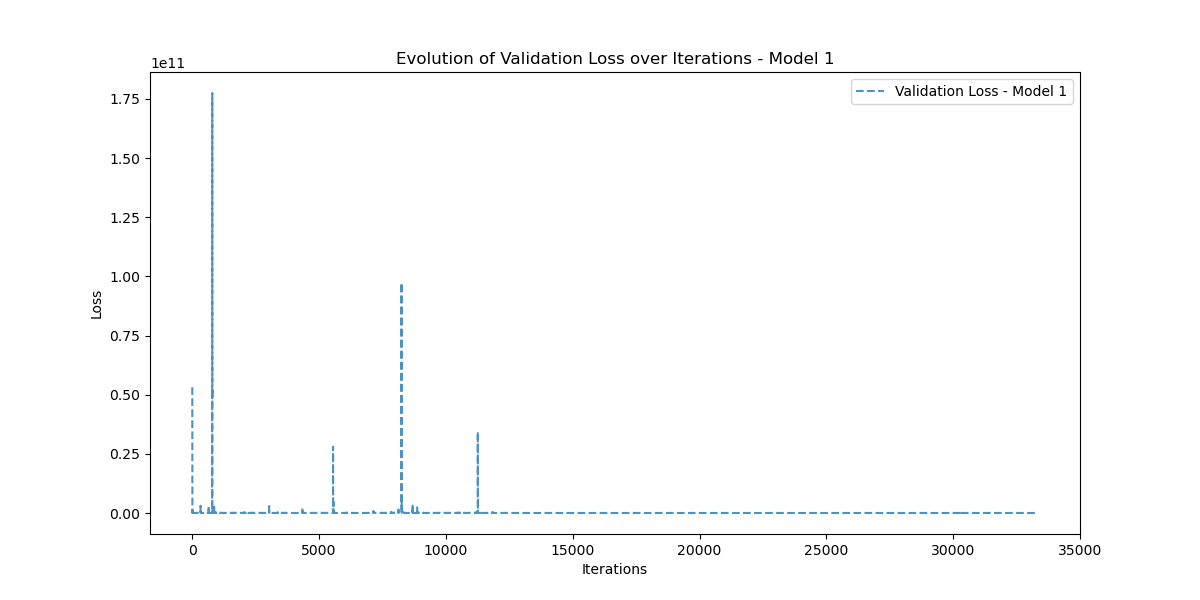 Evolution of Validation Loss over Iterations - Model 1
1e11
Validation Loss - Model 1
1.75
1.50
1.25
1.00
0.75
0.50
0.25
0.00
Loss
0 5000 10000 15000 20000 25000 30000 35000
Iterations